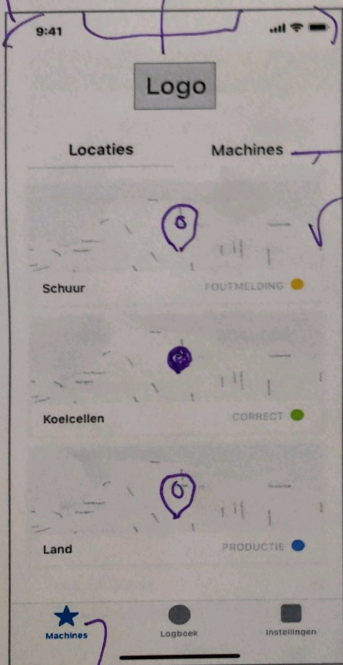 9:41
Logo
Locaties Machines
Schuur FOUTMELDING
Koelcellen CORRECT
Land PRODUCTIE
Machines Logboek Instellingen